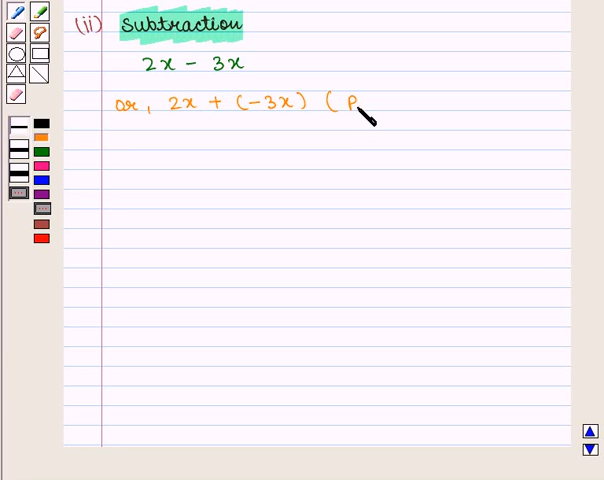 (ii) Subtraction
2x - 3x
or, 2x + (-3x) ( P